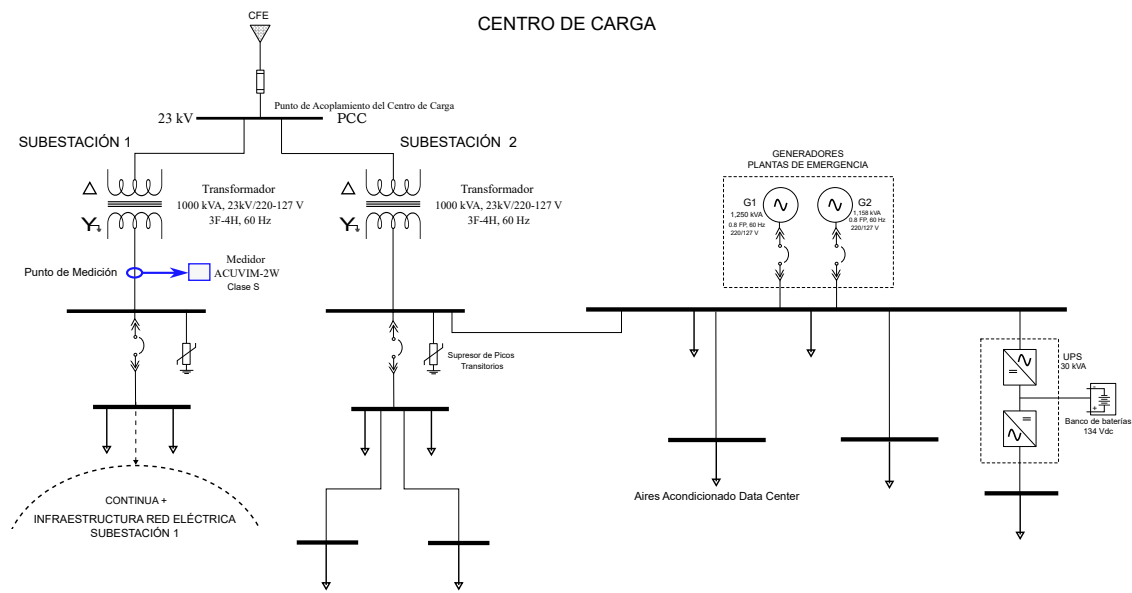 CFE
CENTRO DE CARGA
Punto de Acoplamiento del Centro de Carga
23 kV
PCC
SUBESTACIÓN 1
SUBESTACIÓN 2
Transformador
1000 kVA, 23kV/220-127 V
3F-4H, 60 Hz
Transformador
1000 kVA, 23kV/220-127 V
3F-4H, 60 Hz
GENERADORES
PLANTAS DE EMERGENCIA
G1
1,250 kVA
0.8 FP, 60 Hz
220/127 V
G2
1,158 kVA
0.8 FP, 60 Hz
220/127 V
Punto de Medición
Medidor
ACUVIM-2W
Clase S
Supresor de Picos
Transitorios
UPS
30 kVA
Banco de baterías
134 Vdc
Aires Acondicionado Data Center
CONTINUA +
INFRAESTRUCTURA RED ELÉCTRICA
SUBESTACIÓN 1